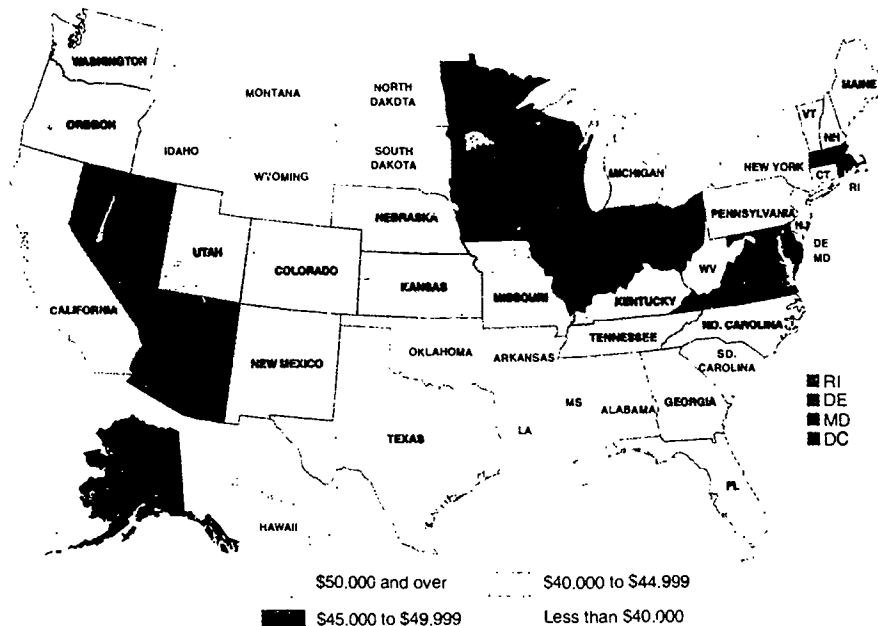 WASHINGTON
MONTANA
NORTH
DAKOTA
MAINE
OREGON
VT
NH
IDAHO
SOUTH
DAKOTA
WYOMING
MICHIGAN
NEW YORK
CT
RI
NEBRASKA
PENNSYLVANIA
NJ
UTAH
COLORADO
WV
DE
MD
KANSAS
MISSOURI
KENTUCKY
CALIFORNIA
NO. CAROLINA
TENNESSEE
OKLAHOMA
ARKANSAS
NEW MEXICO
SO.
CAROLINA
RI
DE
MD
DC
MS
ALABAMA
GEORGIA
TEXAS
LA
FL
HAWAII
$50.000 and over
$40.000 to $44.999
$45.000 to $49.999
Less than $40.000